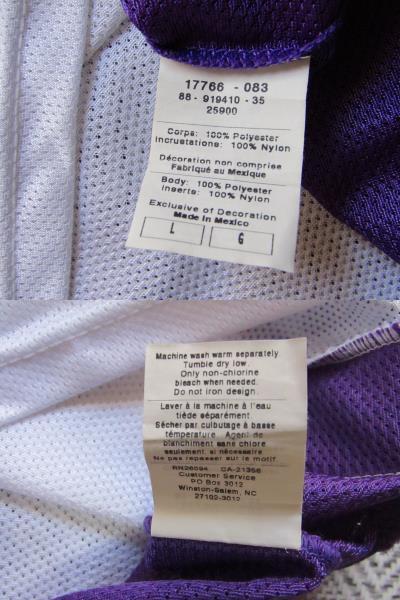 17766 - 083
88 - 919410 - 35
25900
Corps: 100% Polyester
Incrustations: 100% Nylon
Décoration non comprise
Fabriqué au Mexique
Body: 100% Polyester
Inserts: 100% Nylon
Exclusive of Decoration
Made in Mexico
L G
Machine wash warm separately
Tumble dry low.
Only non-chlorine
bleach when needed.
Do not iron design.
Laver à la machine à l'eau
tiède séparément.
Sécher par culbutage à basse
témperature. Agent de
blanchiment sans chlore
seulement si nécessaire
Ne pas repasser sur le motif.
RN26094 CA-21356
Customer Service
PO Box 3012
Winston-Salem, NC
27102-3012